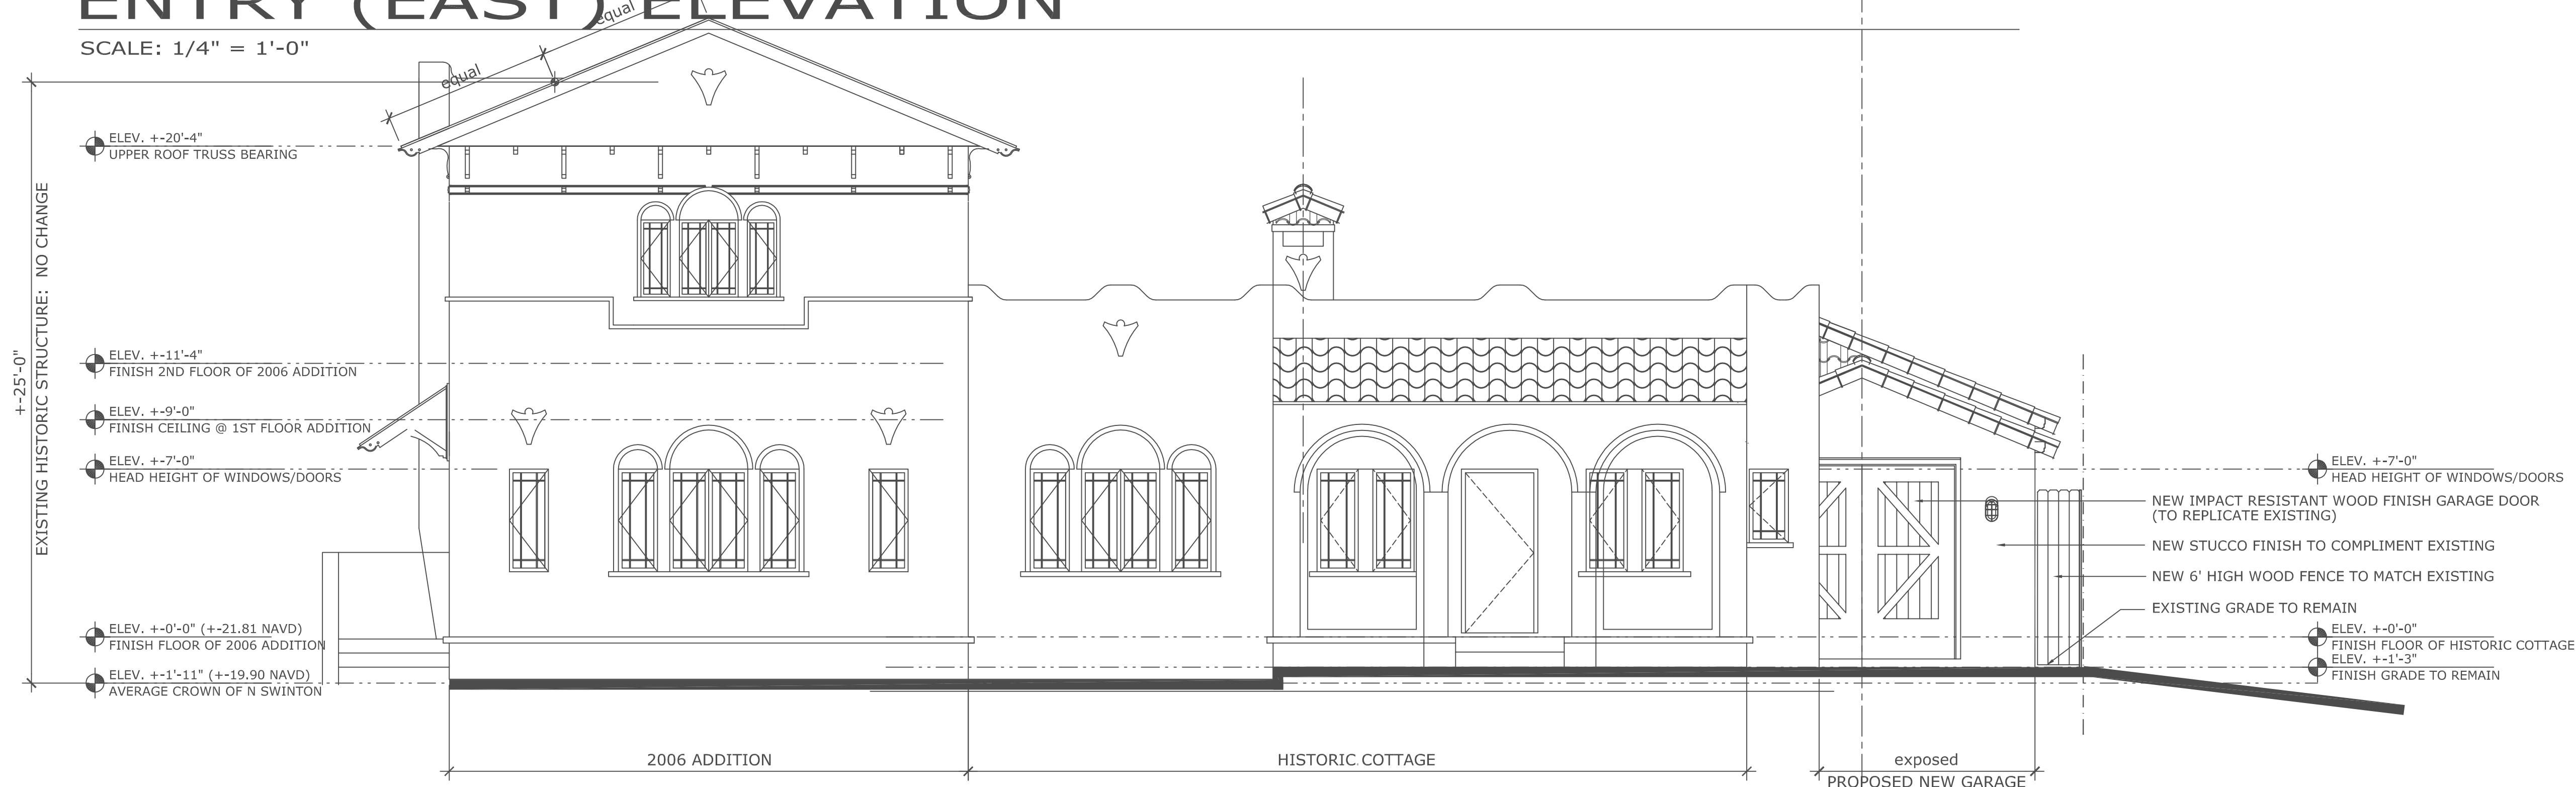 ENTRY (EAST) ELEVATION
SCALE: 1/4" = 1'-0"
equal
equal
+-25'-0"
EXISTING HISTORIC STRUCTURE: NO CHANGE
ELEV. +-20'-4"
UPPER ROOF TRUSS BEARING
ELEV. +-11'-4"
FINISH 2ND FLOOR OF 2006 ADDITION
ELEV. +-9'-0"
FINISH CEILING @ 1ST FLOOR ADDITION
ELEV. +-7'-0"
HEAD HEIGHT OF WINDOWS/DOORS
ELEV. +-0'-0" (+-21.81 NAVD)
FINISH FLOOR OF 2006 ADDITION
ELEV. +-1'-11" (+-19.90 NAVD)
AVERAGE CROWN OF N SWINTON
ELEV. +-7'-0"
HEAD HEIGHT OF WINDOWS/DOORS
NEW IMPACT RESISTANT WOOD FINISH GARAGE DOOR
(TO REPLICATE EXISTING)
NEW STUCCO FINISH TO COMPLIMENT EXISTING
NEW 6' HIGH WOOD FENCE TO MATCH EXISTING
EXISTING GRADE TO REMAIN
ELEV. +-0'-0"
FINISH FLOOR OF HISTORIC COTTAGE
ELEV. +-1'-3"
FINISH GRADE TO REMAIN
2006 ADDITION
HISTORIC COTTAGE
exposed
PROPOSED NEW GARAGE